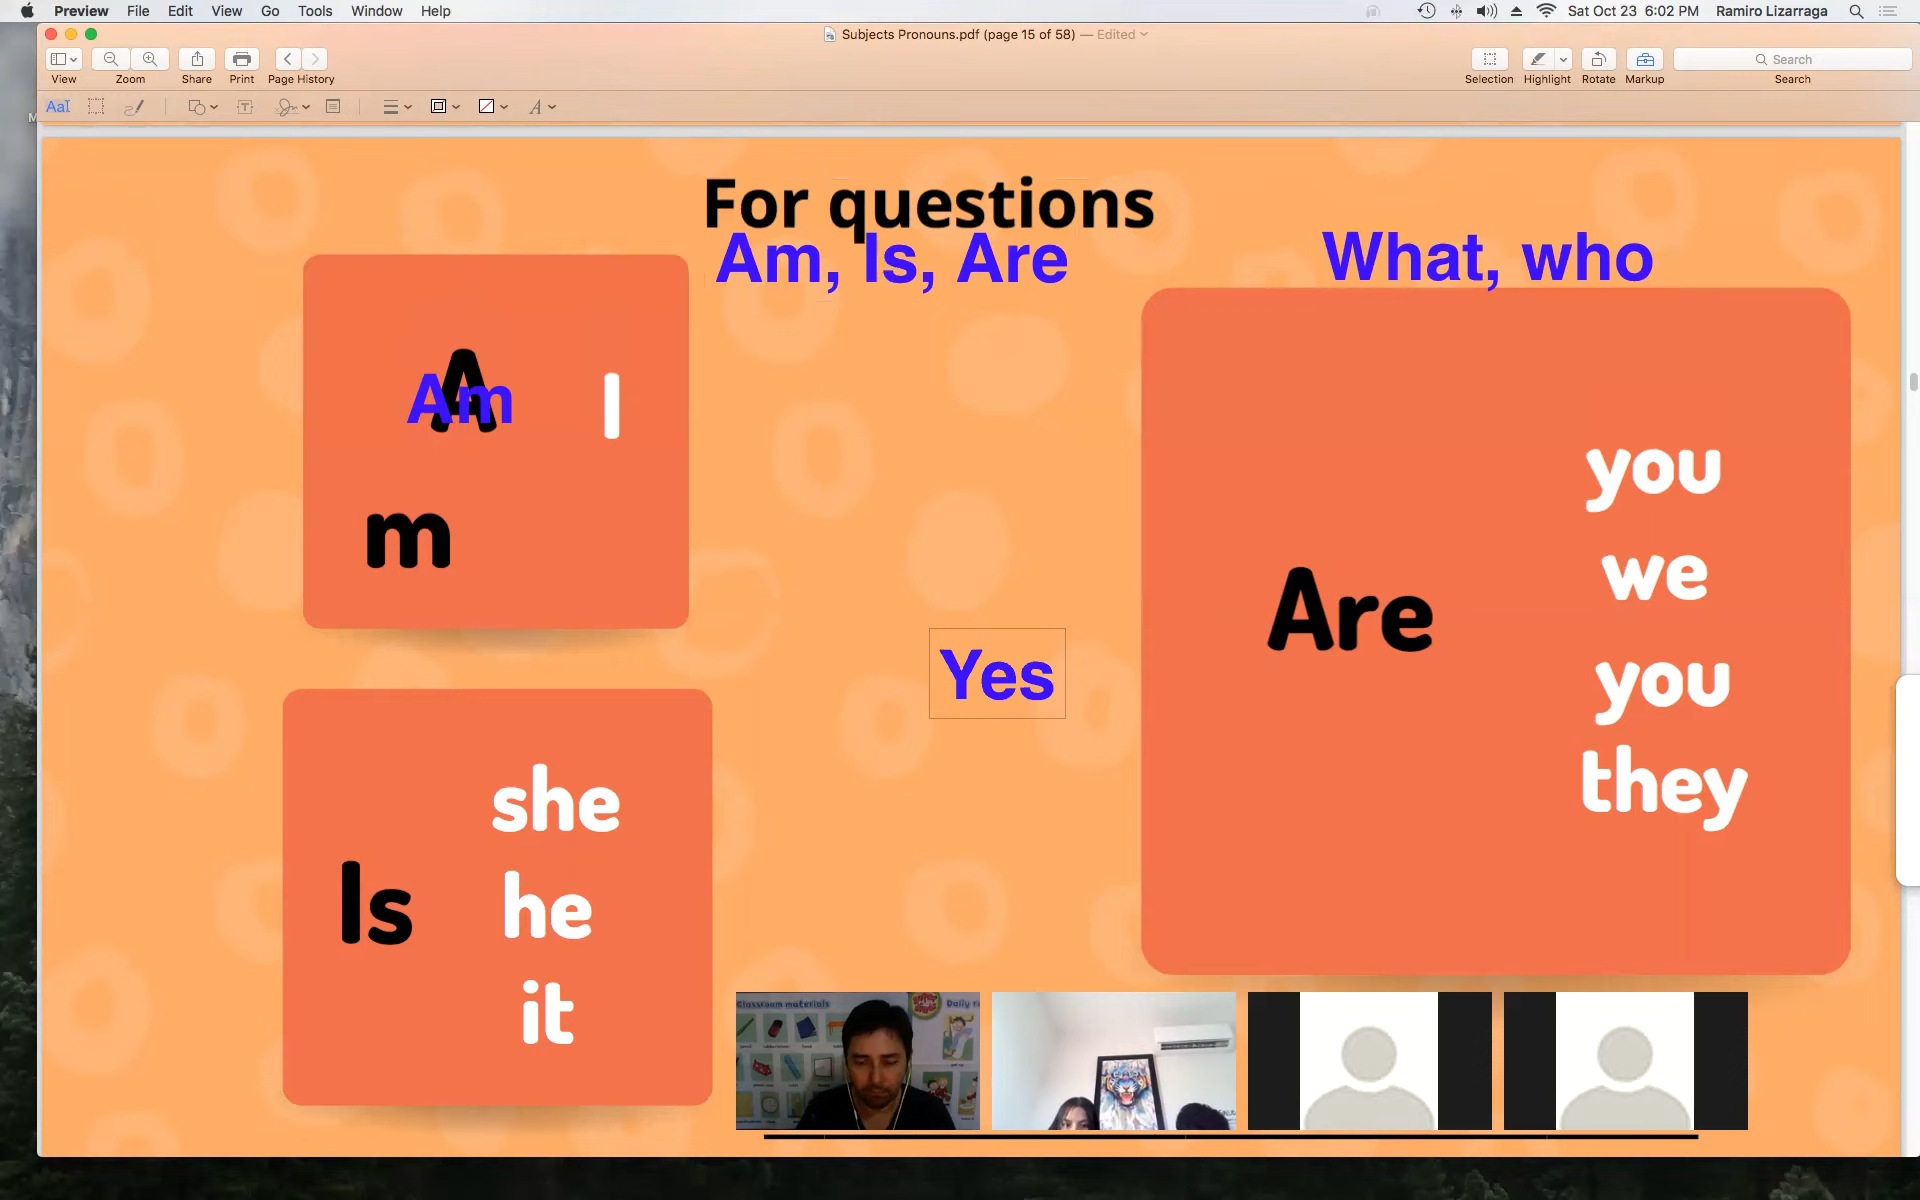 Preview File Edit View Go Tools Window Help Sat Oct 23 6:02 PM Ramiro Lizarraga
Subjects Pronouns.pdf (page 15 of 58) — Edited
View Zoom Share Print Page History Selection Highlight Rotate Markup Search
Search
AaI
For questions
Am, Is, Are
What, who
A
Am
I
m
Are
you
we
you
they
Yes
Is
she
he
it
Classroom materials